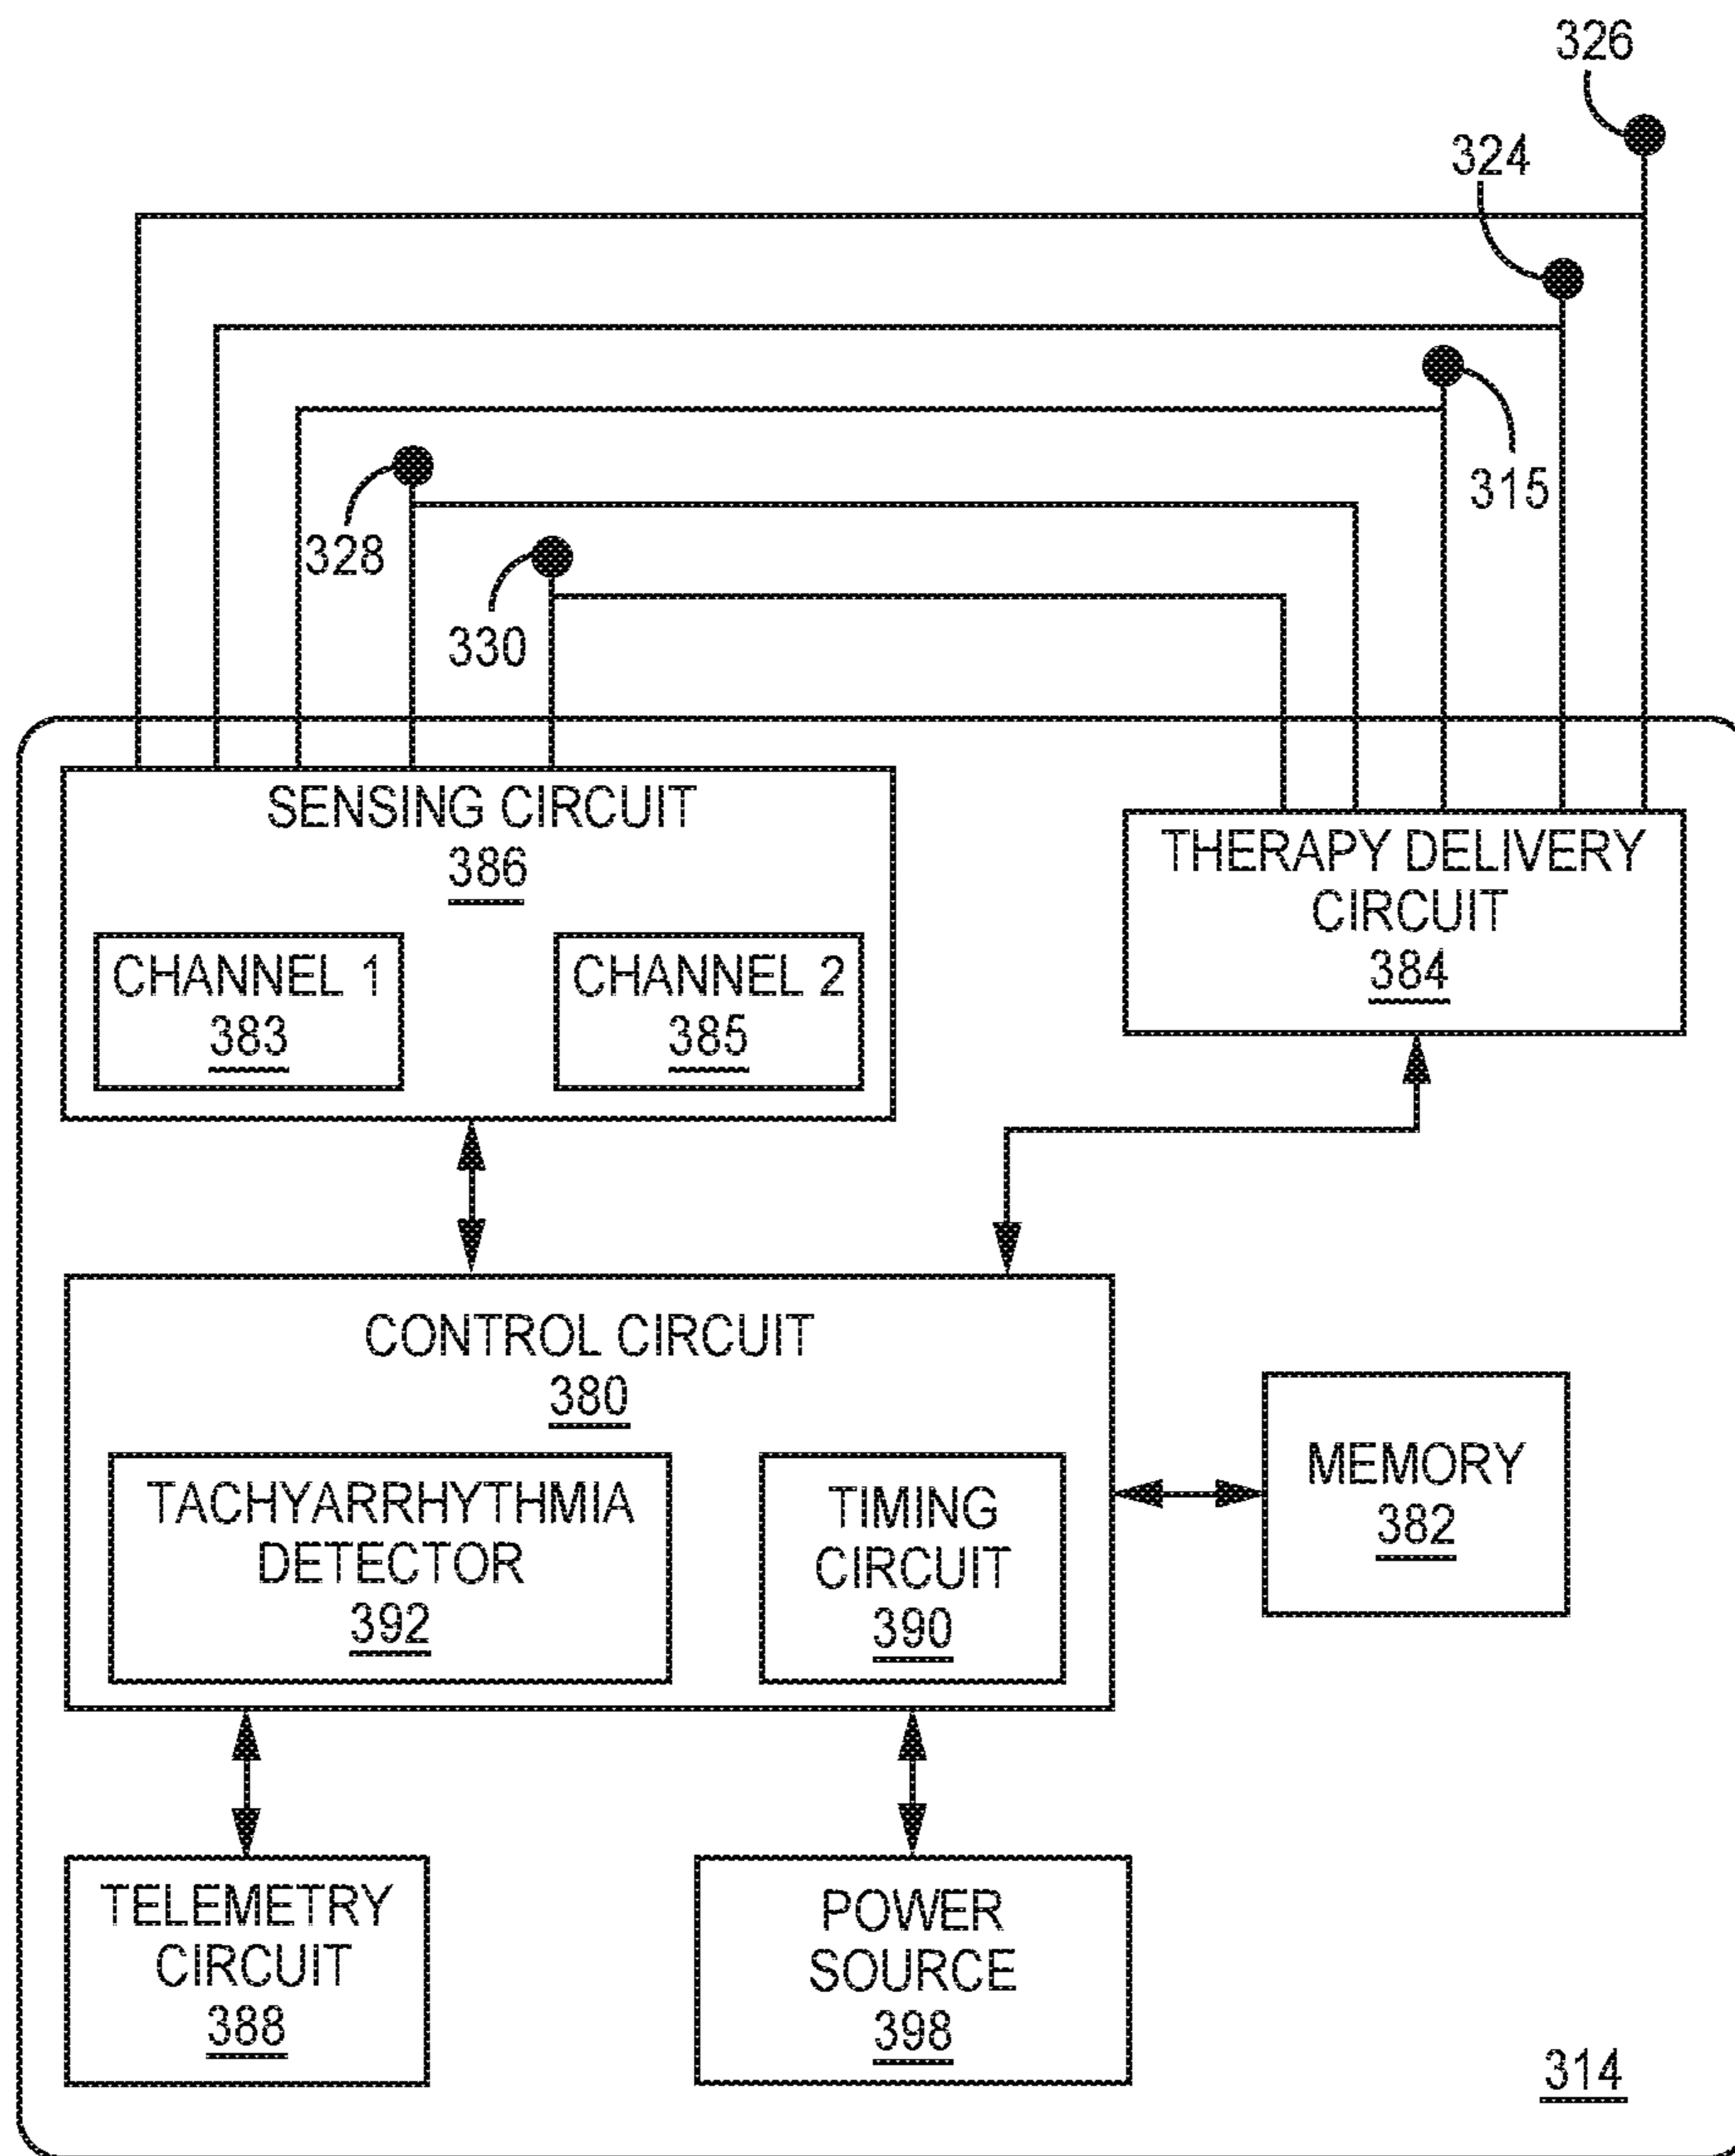 326
324
315
328
330
SENSING CIRCUIT
386
CHANNEL 1
383
CHANNEL 2
385
THERAPY DELIVERY
CIRCUIT
384
CONTROL CIRCUIT
380
TACHYARRHYTHMIA
DETECTOR
392
TIMING
CIRCUIT
390
MEMORY
382
TELEMETRY
CIRCUIT
388
POWER
SOURCE
398
314